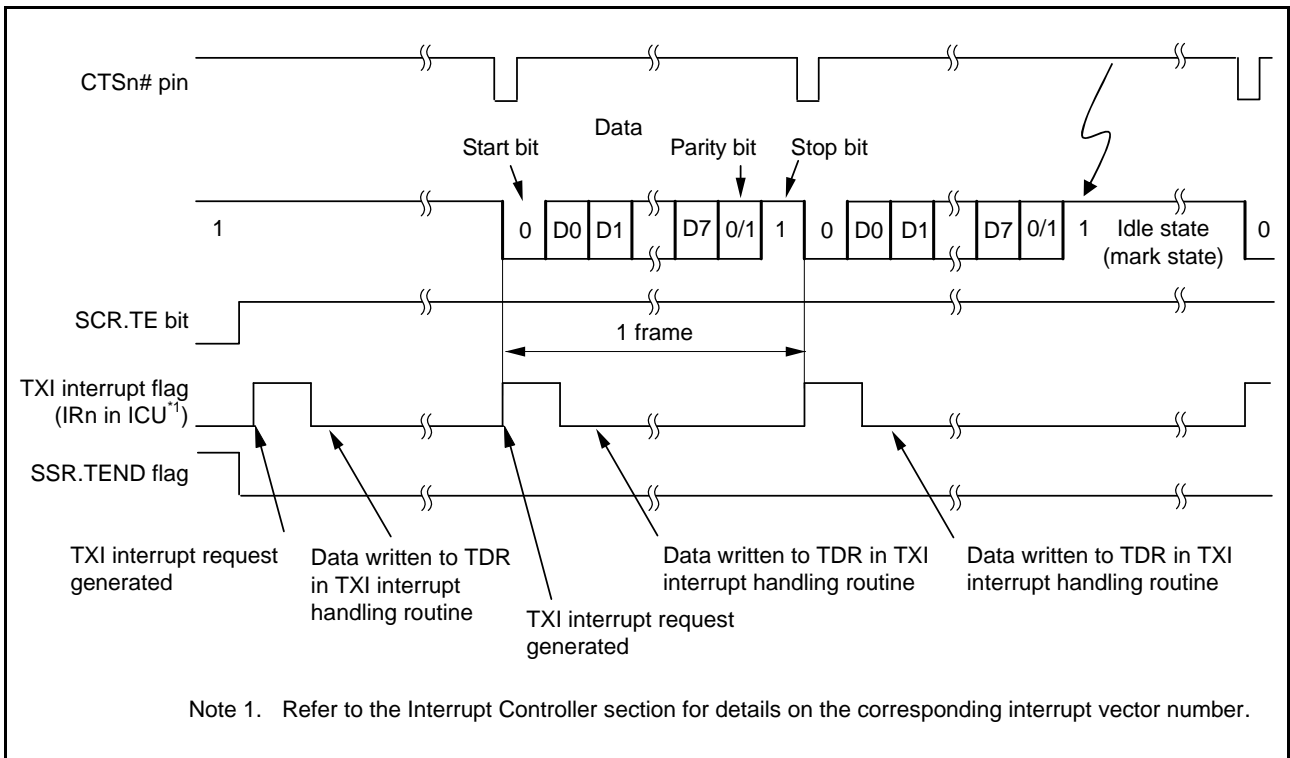 CTSn# pin
Data
Start bit
Parity bit
Stop bit
1
0
D0
D1
D7
0/1
1
0
D0
D1
D7
0/1
1
Idle state
(mark state)
0
SCR.TE bit
1 frame
TXI interrupt flag
(IRn in ICU*1)
SSR.TEND flag
TXI interrupt request
generated
Data written to TDR
in TXI interrupt
handling routine
TXI interrupt request
generated
Data written to TDR in TXI
interrupt handling routine
Data written to TDR in TXI
interrupt handling routine
Note 1. Refer to the Interrupt Controller section for details on the corresponding interrupt vector number.